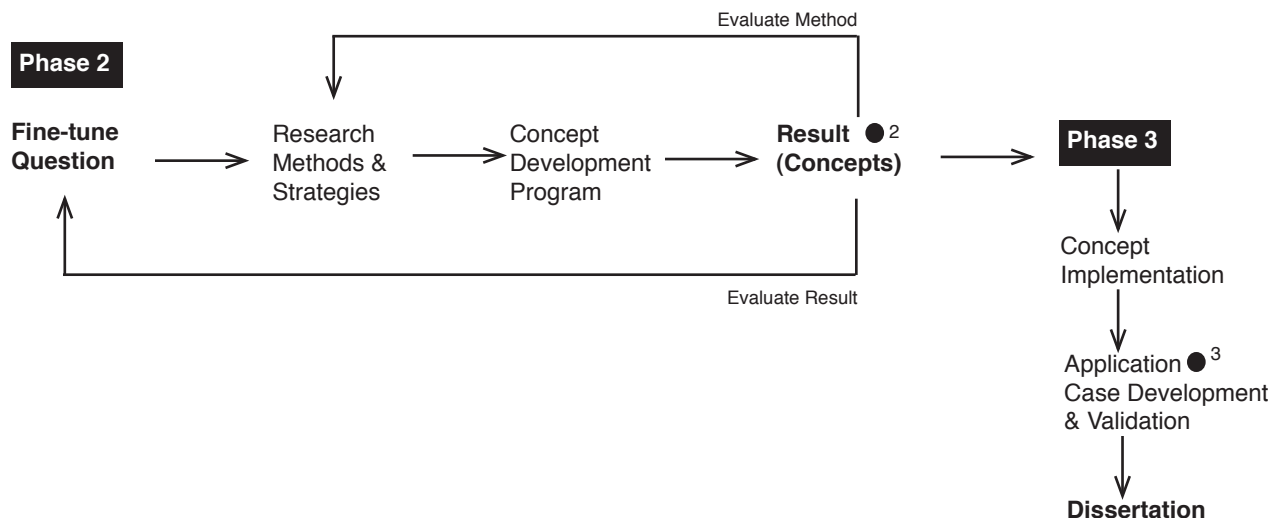 Evaluate Method
Phase 2
Fine-tune
Question
Research
Methods &
Strategies
Concept
Development
Program
Result ● 2
(Concepts)
Evaluate Result
Phase 3
Concept
Implementation
Application ● 3
Case Development
& Validation
Dissertation